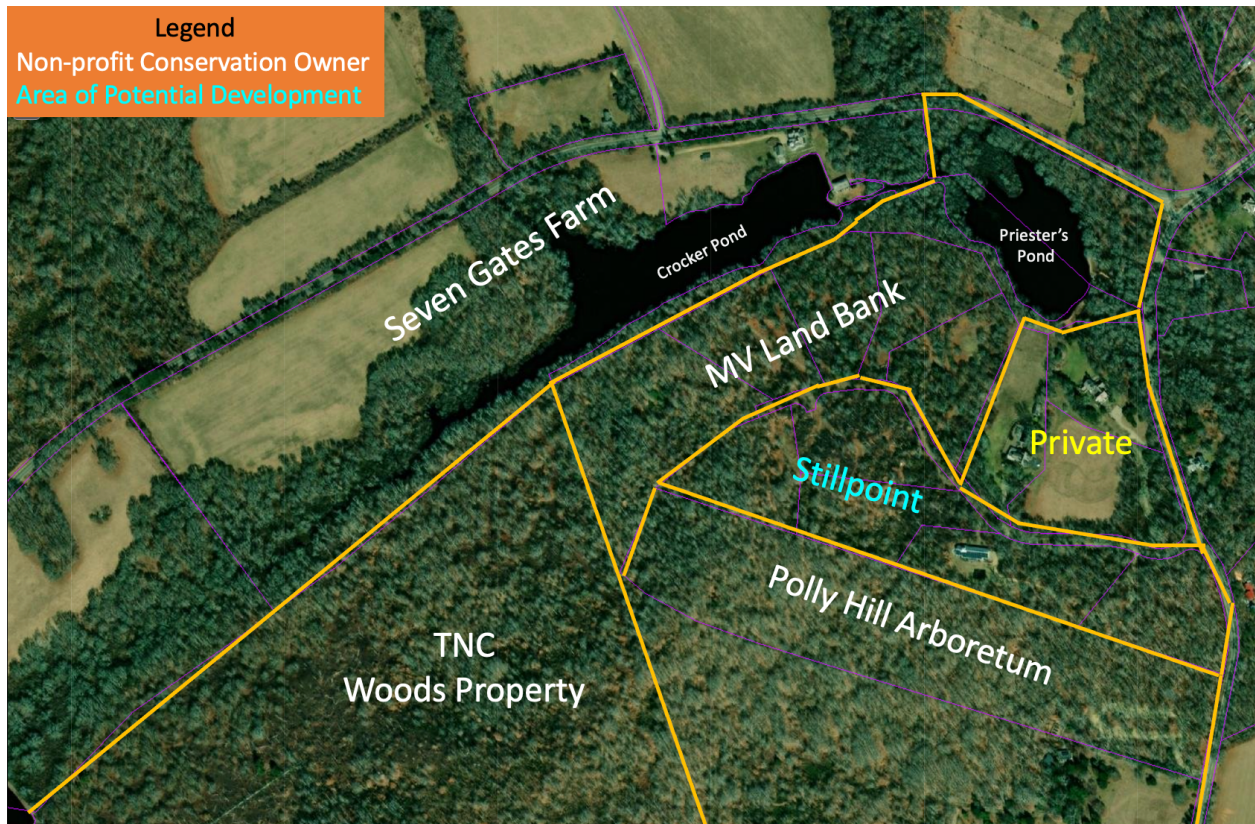 Legend
Non-profit Conservation Owner
Area of Potential Development
Seven Gates Farm
Crocker Pond
Priester's
Pond
MV Land Bank
Private
Stillpoint
Polly Hill Arboretum
TNC
Woods Property